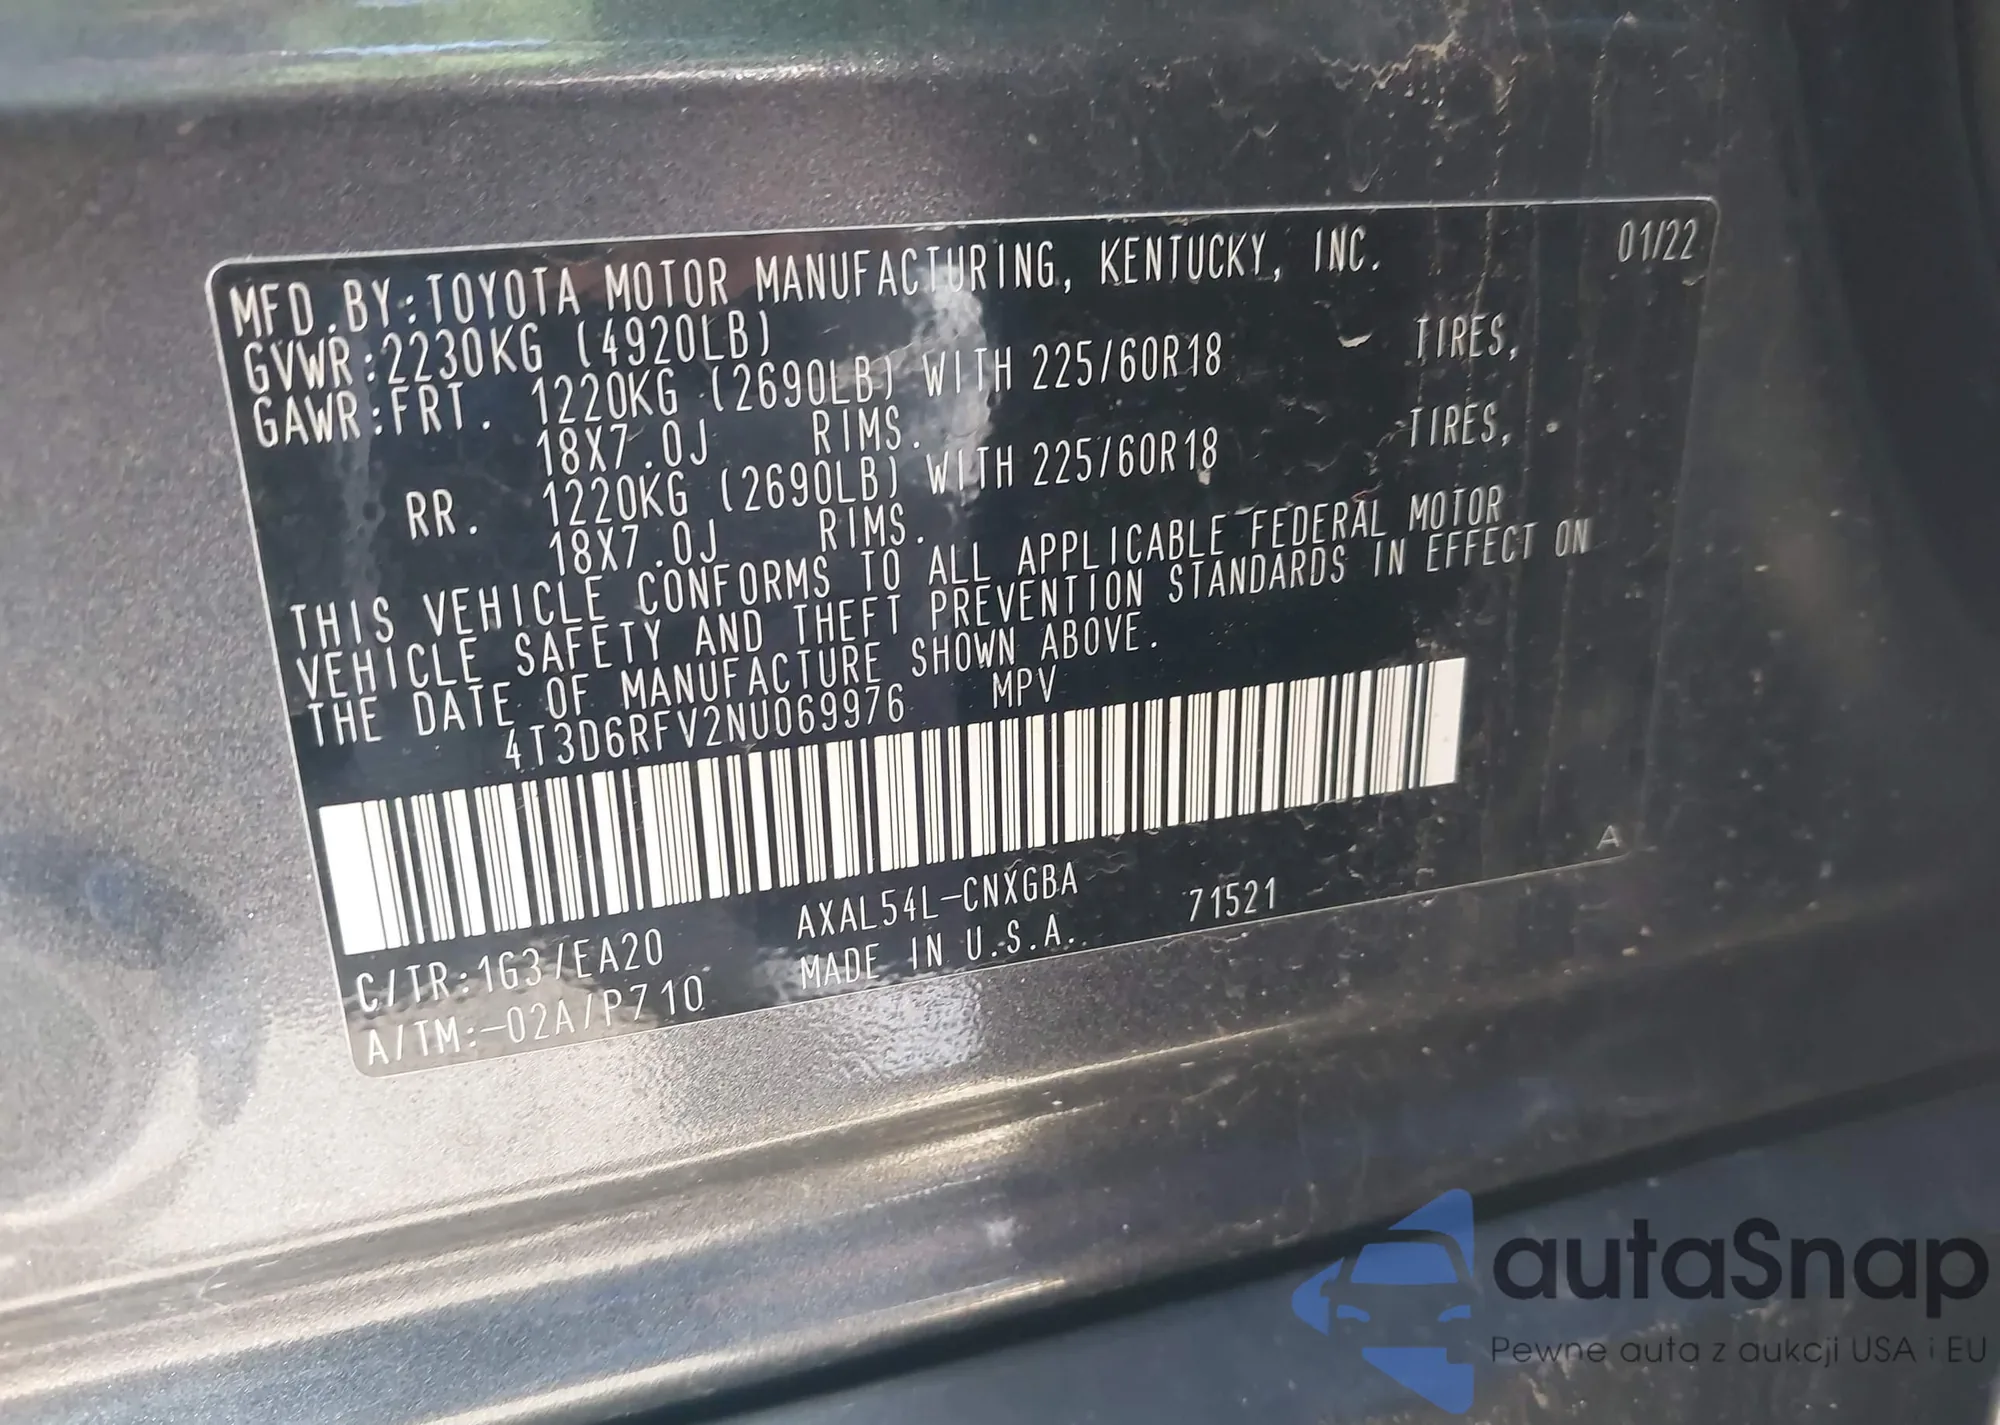 01/22
MFD.BY:TOYOTA MOTOR MANUFACTURING, KENTUCKY, INC.
GVWR:2230KG (4920LB)
GAWR:FRT. 1220KG (2690LB) WITH 225/60R18 TIRES,
18X7.0J RIMS.
RR. 1220KG (2690LB) WITH 225/60R18 TIRES,
18X7.0J RIMS.
THIS VEHICLE CONFORMS TO ALL APPLICABLE FEDERAL MOTOR
VEHICLE SAFETY AND THEFT PREVENTION STANDARDS IN EFFECT ON
THE DATE OF MANUFACTURE SHOWN ABOVE.
4T3D6RFV2NU069976 MPV
A
C/TR:1G3/EA20 AXAL54L-CNXGBA 71521
A/TM:-02A/P710 MADE IN U.S.A.
autaSnap
Pewne auta z aukcji USA i EU